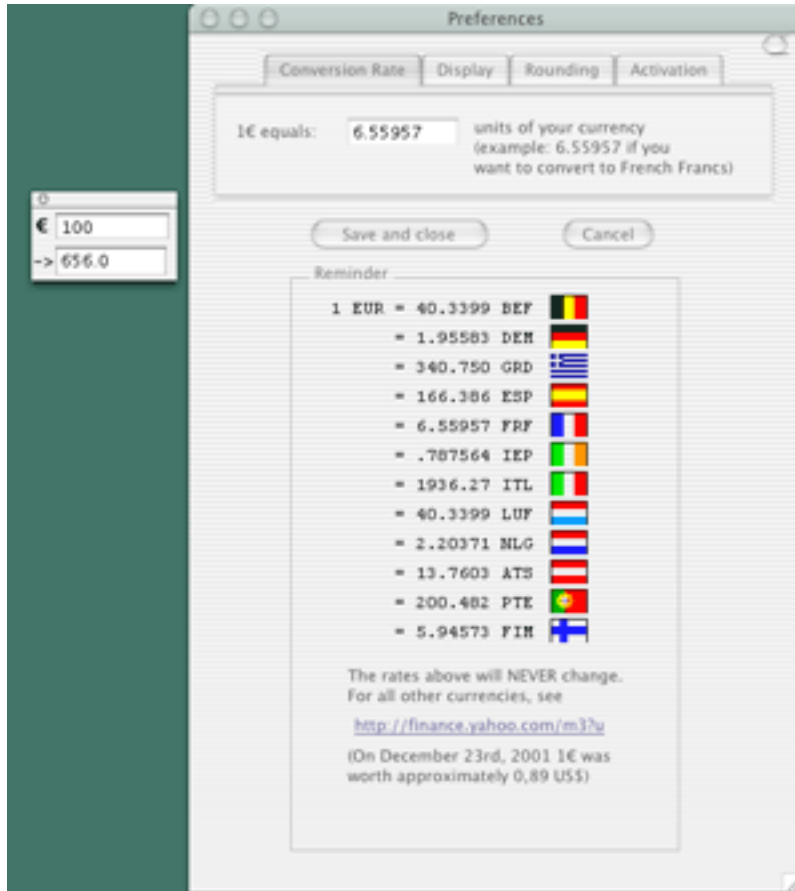 Preferences
Conversion Rate Display Rounding Activation
1€ equals: 6.55957 units of your currency
(example: 6.55957 if you
want to convert to French Francs)
€ 100
-> 656.0
Save and close Cancel
Reminder
1 EUR = 40.3399 BEF
= 1.95583 DEM
= 340.750 GRD
= 166.386 ESP
= 6.55957 FRF
= .787564 IEP
= 1936.27 ITL
= 40.3399 LUF
= 2.20371 NLG
= 13.7603 ATS
= 200.482 PTE
= 5.94573 FIM
The rates above will NEVER change.
For all other currencies, see
http://finance.yahoo.com/m3?u
(On December 23rd, 2001 1€ was
worth approximately 0,89 US$)